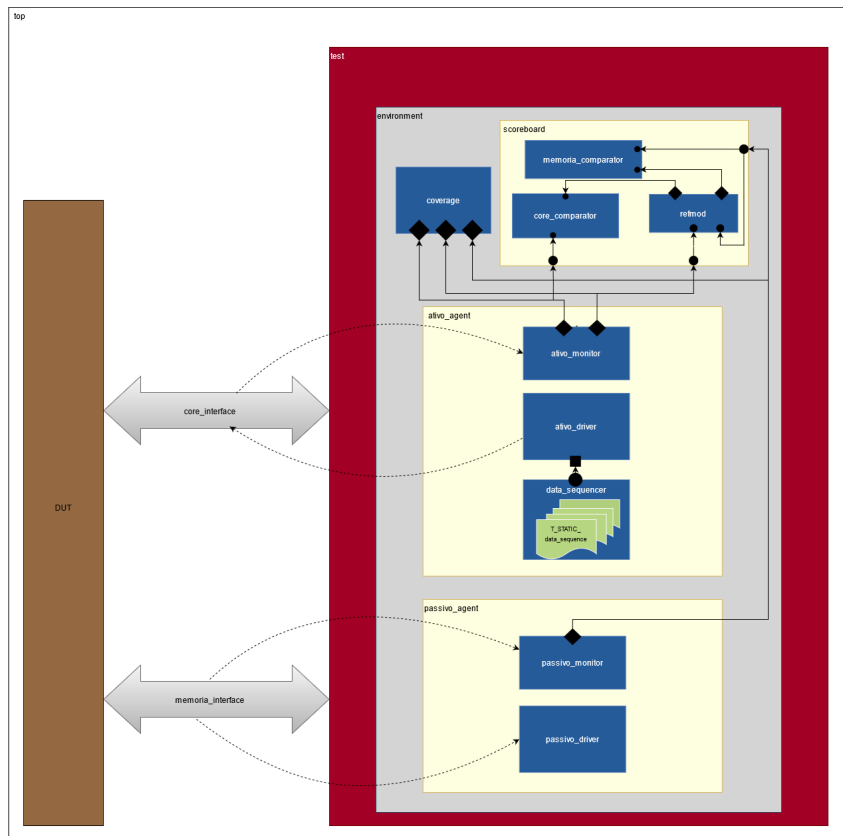 top
test
environment
scoreboard
memoria_comparator
coverage
core_comparator
refmod
ativo_agent
ativo_monitor
core_interface
ativo_driver
data_sequencer
T_STATIC_
data_sequence
DUT
passivo_agent
passivo_monitor
memoria_interface
passivo_driver